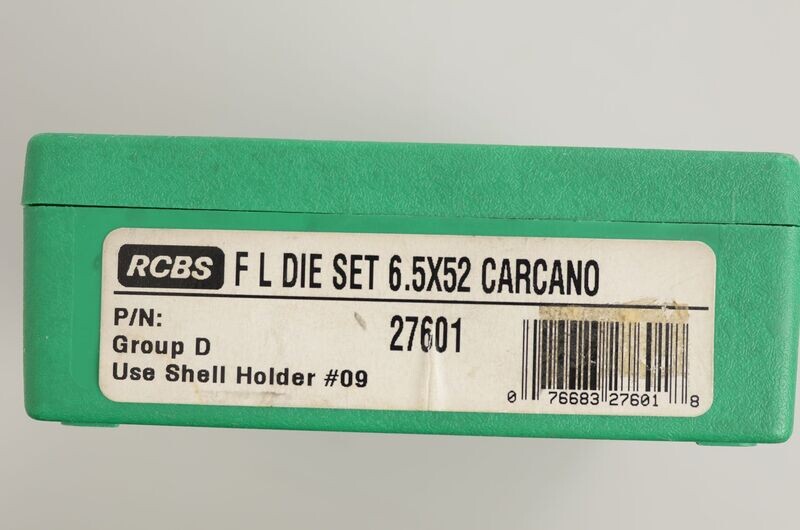 RCBS F L DIE SET 6.5X52 CARCANO
P/N: 27601
Group D
Use Shell Holder #09
0 76683 27601 8